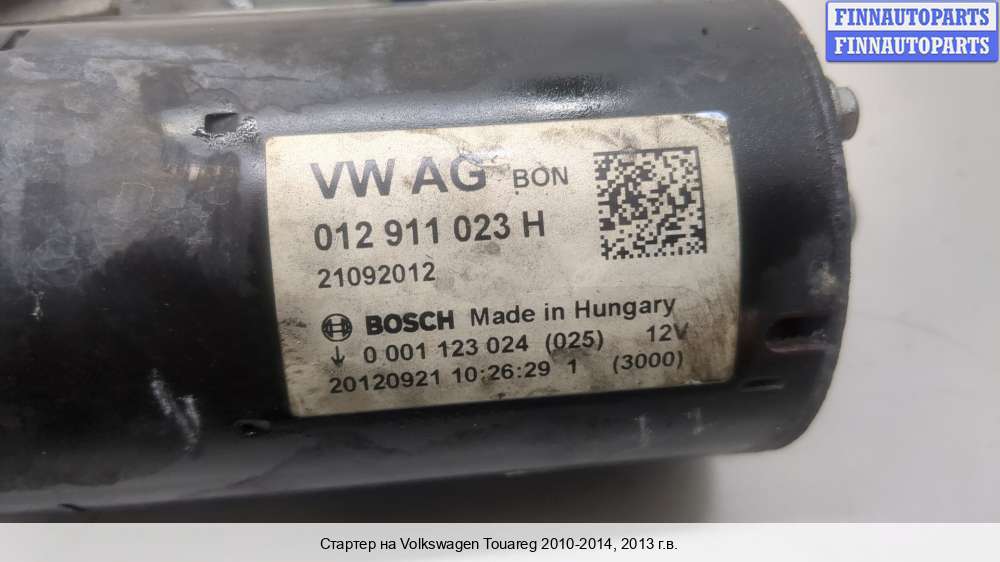 FINNAUTOPARTS
FINNAUTOPARTS
VW AG BON
012 911 023 H
21092012
BOSCH Made in Hungary
0 001 123 024 (025) 12V
20120921 10:26:29 1 (3000)
Стартер на Volkswagen Touareg 2010-2014, 2013 г.в.